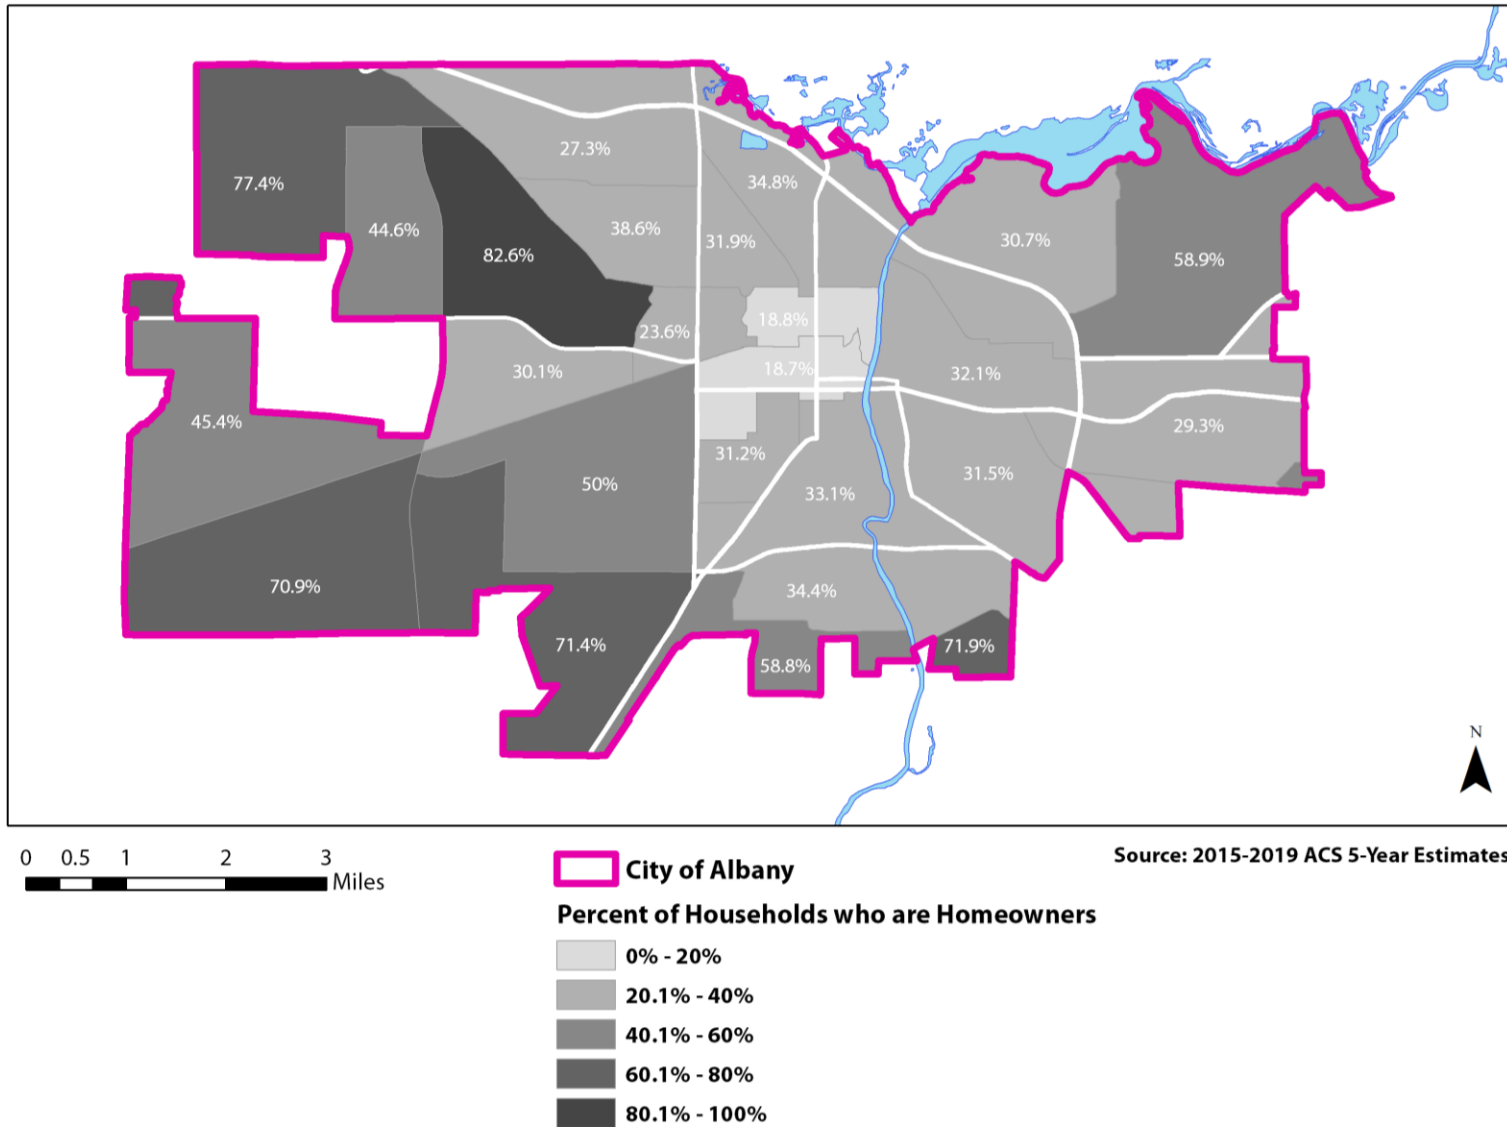 27.3%
34.8%
77.4%
44.6%
38.6%
31.9%
30.7%
82.6%
58.9%
18.8%
23.6%
18.7%
30.1%
32.1%
45.4%
29.3%
31.2%
31.5%
50%
33.1%
70.9%
34.4%
71.4%
71.9%
58.8%
N
0 0.5 1 2 3
Miles
Source: 2015-2019 ACS 5-Year Estimates
City of Albany
Percent of Households who are Homeowners
0% - 20%
20.1% - 40%
40.1% - 60%
60.1% - 80%
80.1% - 100%